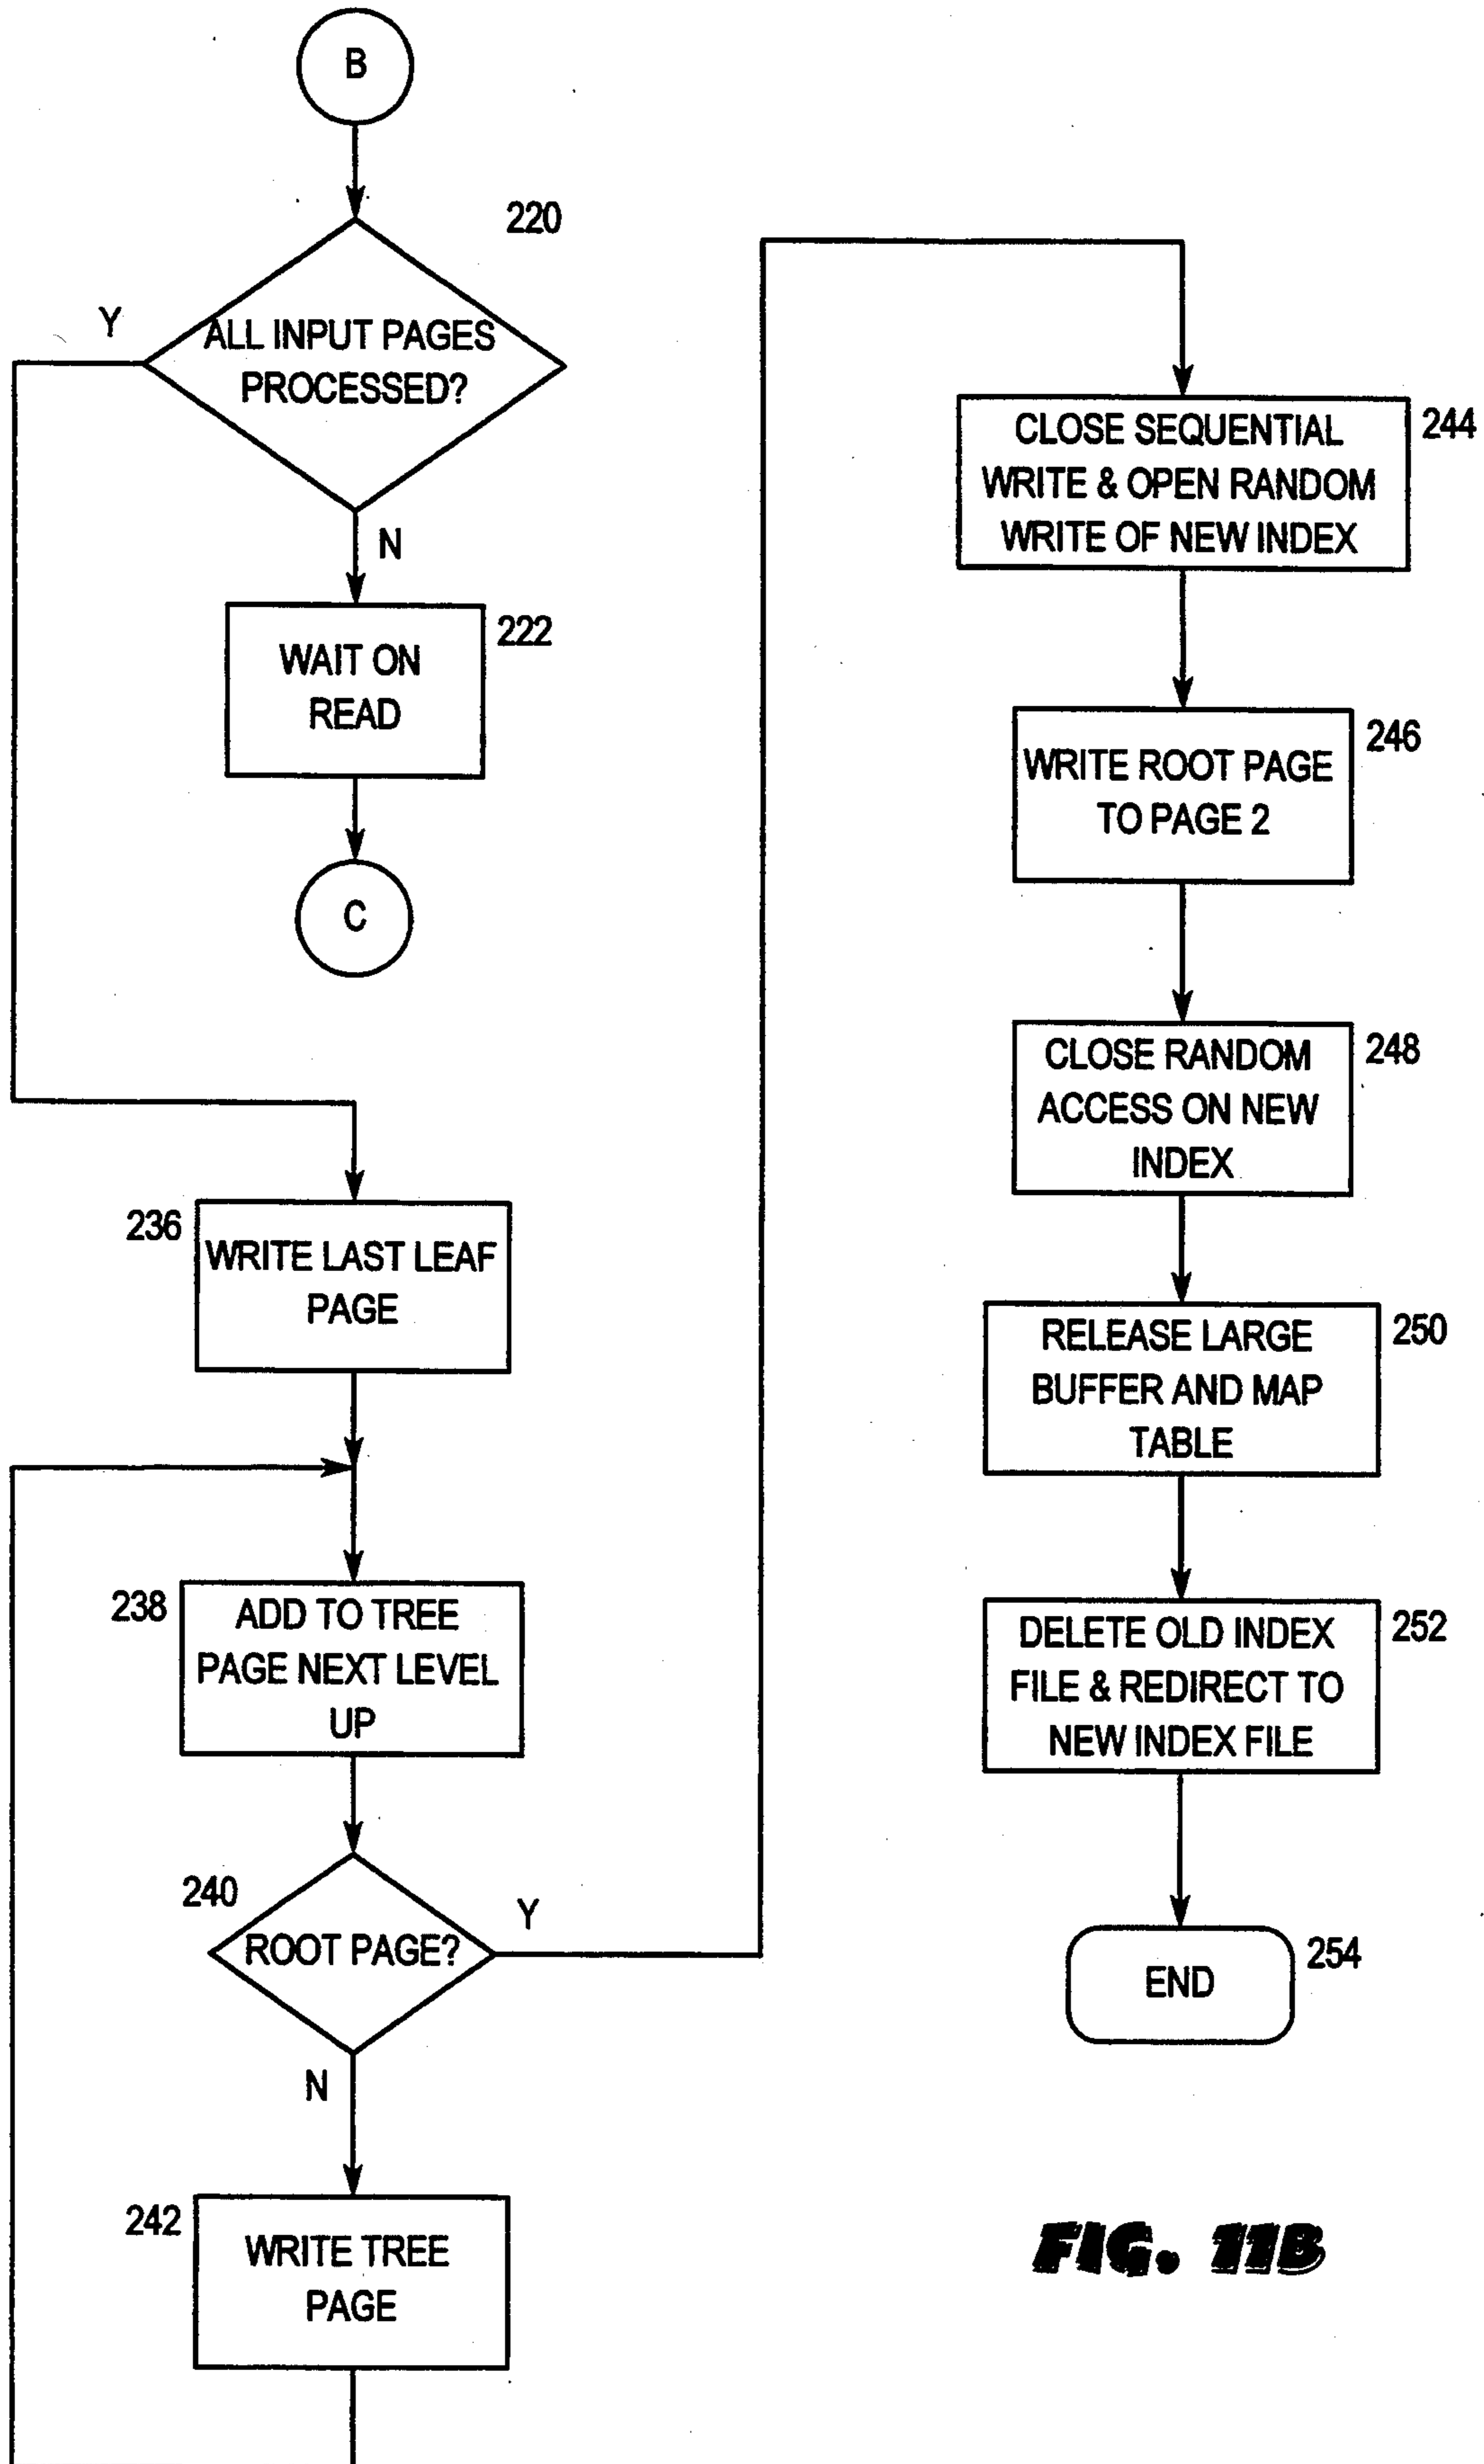 B
220
Y
ALL INPUT PAGES
PROCESSED?
N
222
WAIT ON
READ
C
236
WRITE LAST LEAF
PAGE
238
ADD TO TREE
PAGE NEXT LEVEL
UP
240
ROOT PAGE?
Y
N
242
WRITE TREE
PAGE
244
CLOSE SEQUENTIAL
WRITE & OPEN RANDOM
WRITE OF NEW INDEX
246
WRITE ROOT PAGE
TO PAGE 2
248
CLOSE RANDOM
ACCESS ON NEW
INDEX
250
RELEASE LARGE
BUFFER AND MAP
TABLE
252
DELETE OLD INDEX
FILE & REDIRECT TO
NEW INDEX FILE
254
END
FIG. 11B